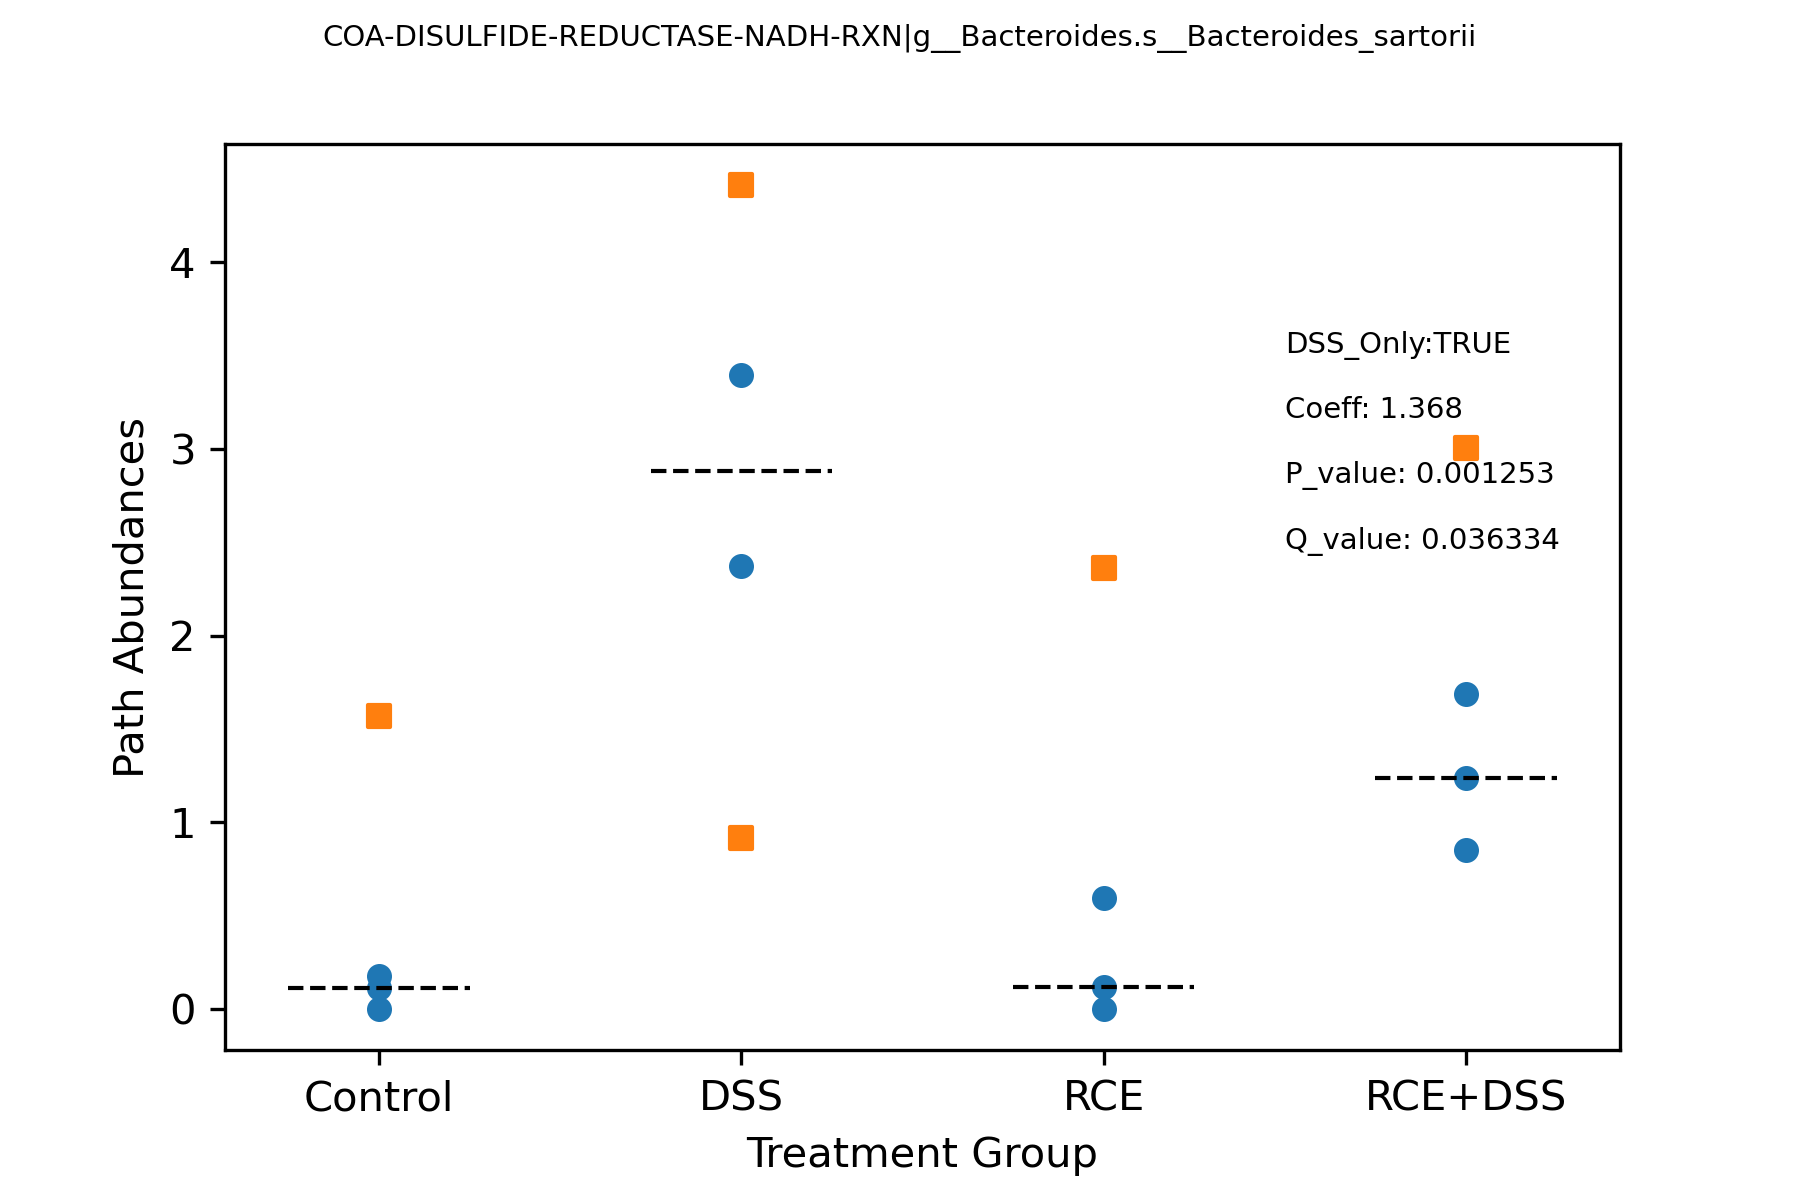 COA-DISULFIDE-REDUCTASE-NADH-RXN|g__Bacteroides.s__Bacteroides_sartorii
4
3
2
1
0
Path Abundances
DSS_Only:TRUE
Coeff: 1.368
P_value: 0.001253
Q_value: 0.036334
Control
DSS
RCE
RCE+DSS
Treatment Group